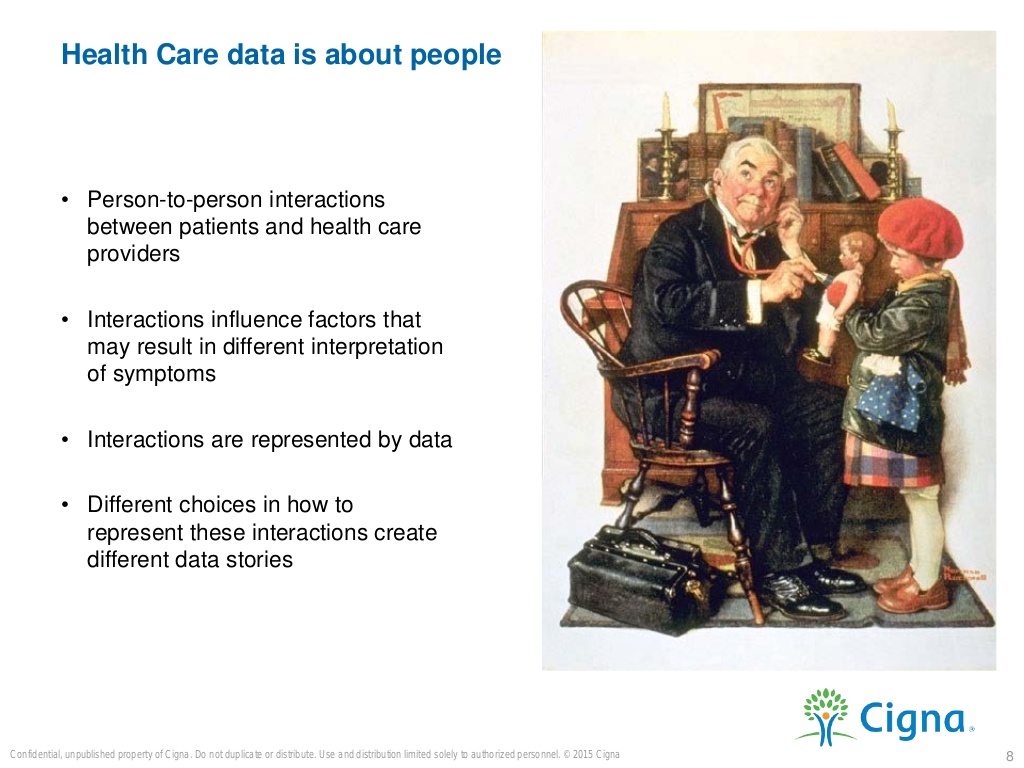 Health Care data is about people
• Person-to-person interactions
between patients and health care
providers
• Interactions influence factors that
may result in different interpretation
of symptoms
• Interactions are represented by data
• Different choices in how to
represent these interactions create
different data stories
Norman
Rockwell
Cigna®
Confidential, unpublished property of Cigna. Do not duplicate or distribute. Use and distribution limited solely to authorized personnel. © 2015 Cigna
8